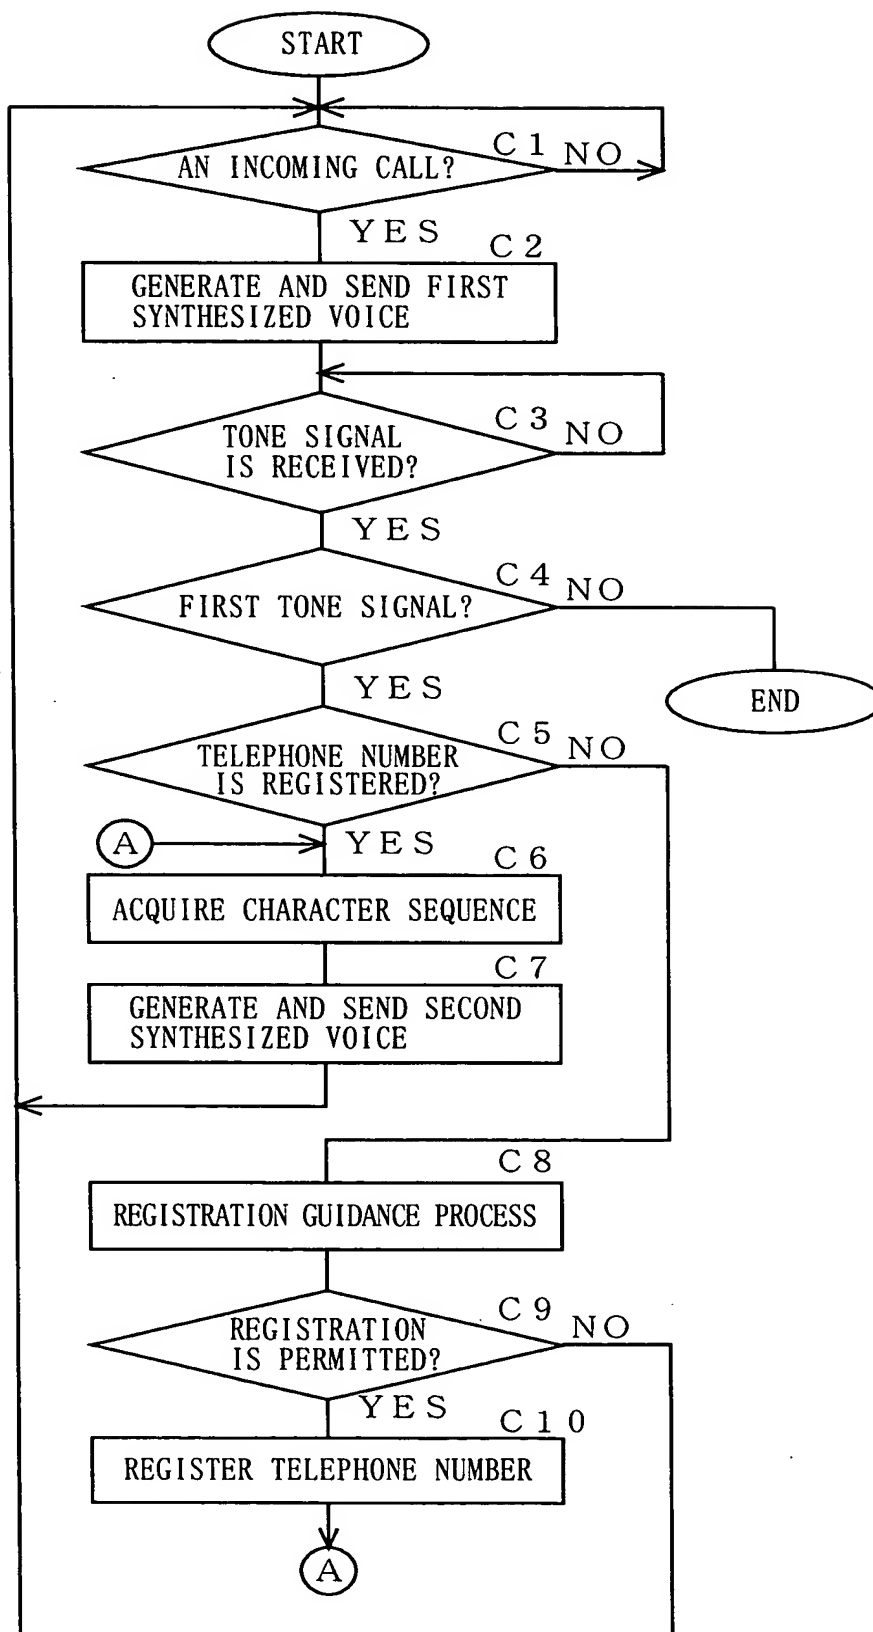 START
C1
AN INCOMING CALL?
NO
YES
C2
GENERATE AND SEND FIRST
SYNTHESIZED VOICE
C3
TONE SIGNAL
NO
IS RECEIVED?
YES
C4
FIRST TONE SIGNAL?
NO
YES
END
C5
TELEPHONE NUMBER
NO
IS REGISTERED?
A
YES
C6
ACQUIRE CHARACTER SEQUENCE
C7
GENERATE AND SEND SECOND
SYNTHESIZED VOICE
C8
REGISTRATION GUIDANCE PROCESS
C9
REGISTRATION
NO
IS PERMITTED?
YES
C10
REGISTER TELEPHONE NUMBER
A